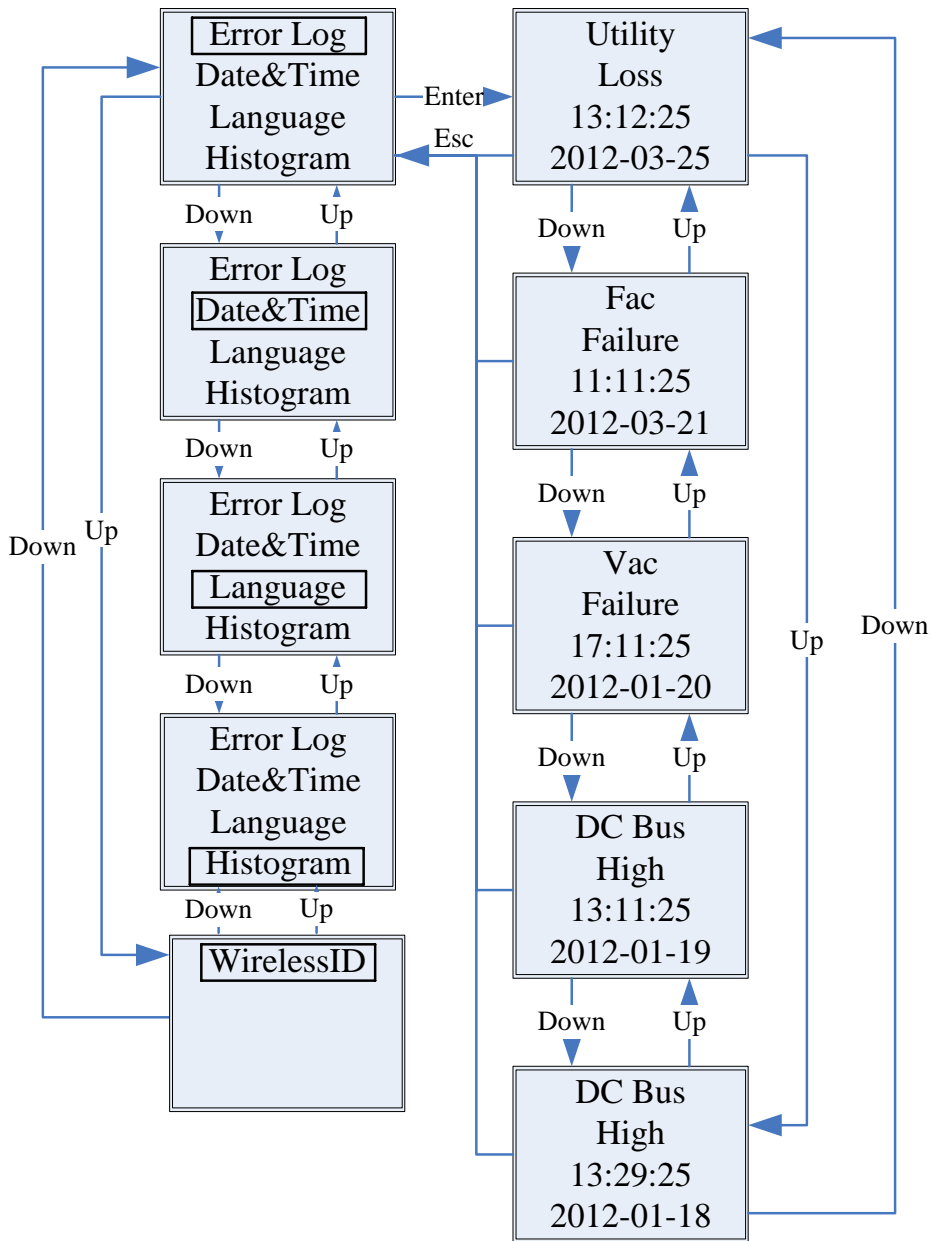 Error Log
Date&Time
Language
Histogram
Enter
Esc
Utility
Loss
13:12:25
2012-03-25
Down
Up
Down
Up
Error Log
Date&Time
Language
Histogram
Fac
Failure
11:11:25
2012-03-21
Down
Up
Down
Up
Error Log
Date&Time
Language
Histogram
Vac
Failure
17:11:25
2012-01-20
Down
Up
Up
Down
Down
Up
Down
Up
Error Log
Date&Time
Language
Histogram
DC Bus
High
13:11:25
2012-01-19
Down
Up
WirelessID
Down
Up
DC Bus
High
13:29:25
2012-01-18